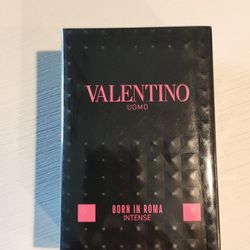 VALENTINO
UOMO
BORN IN ROMA
INTENSE